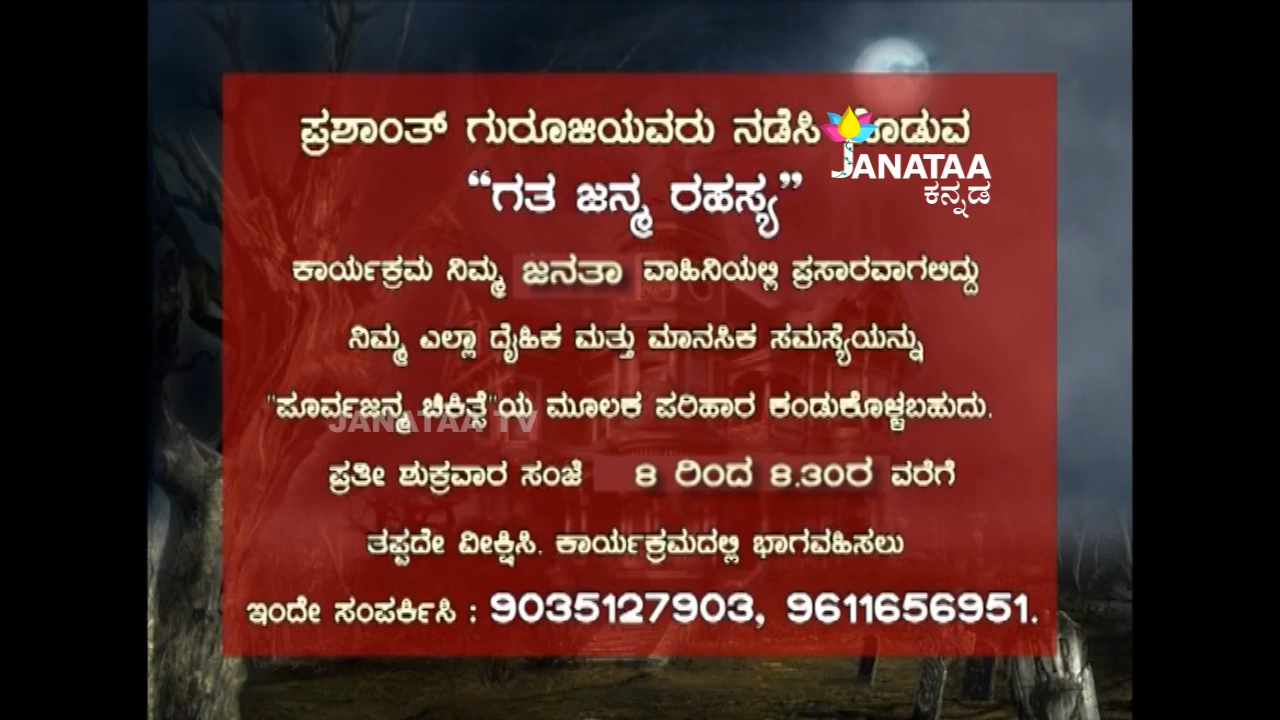 ಪ್ರಶಾಂತ್ ಗುರೂಜಿಯವರು ನಡೆಸಿ
JANATAA
ಕನ್ನಡ
“ಗತ ಜನ್ಮ ರಹಸ್ಯ”
ಕಾರ್ಯಕ್ರಮ ನಿಮ್ಮ ಜನತಾ ವಾಹಿನಿಯಲ್ಲಿ ಪ್ರಸಾರವಾಗಲಿದ್ದು
ನಿಮ್ಮ ಎಲ್ಲಾ ದೈಹಿಕ ಮತ್ತು ಮಾನಸಿಕ ಸಮಸ್ಯೆಯನ್ನು
"ಪೂರ್ವಜನ್ಮ ಚಿಕಿತ್ಸೆ"ಯ ಮೂಲಕ ಪರಿಹಾರ ಕಂಡುಕೊಳ್ಳಬಹುದು.
JANATAA TV
ಪ್ರತೀ ಶುಕ್ರವಾರ ಸಂಜೆ 8 ರಿಂದ 8.30ರ ವರೆಗೆ
ತಪ್ಪದೇ ವೀಕ್ಷಿಸಿ. ಕಾರ್ಯಕ್ರಮದಲ್ಲಿ ಭಾಗವಹಿಸಲು
ಇಂದೇ ಸಂಪರ್ಕಿಸಿ : 9035127903, 9611656951.